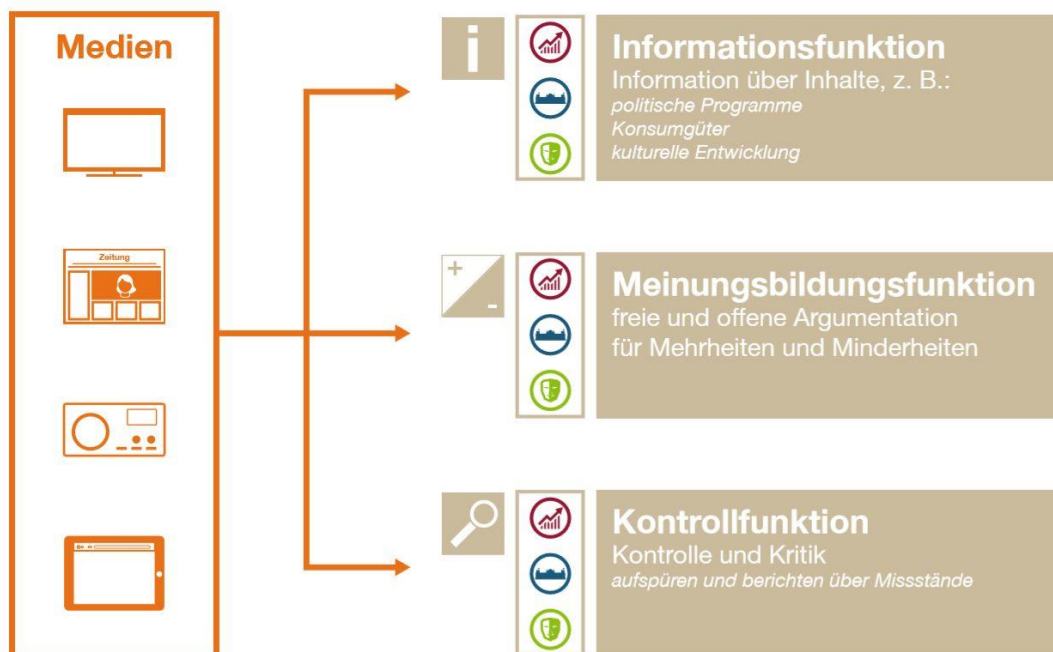 Medien
Zeitung
i
Informationsfunktion
Information über Inhalte, z. B.:
politische Programme
Konsumgüter
kulturelle Entwicklung
+
-
Meinungsbildungsfunktion
freie und offene Argumentation
für Mehrheiten und Minderheiten
Kontrollfunktion
Kontrolle und Kritik
aufspüren und berichten über Missstände